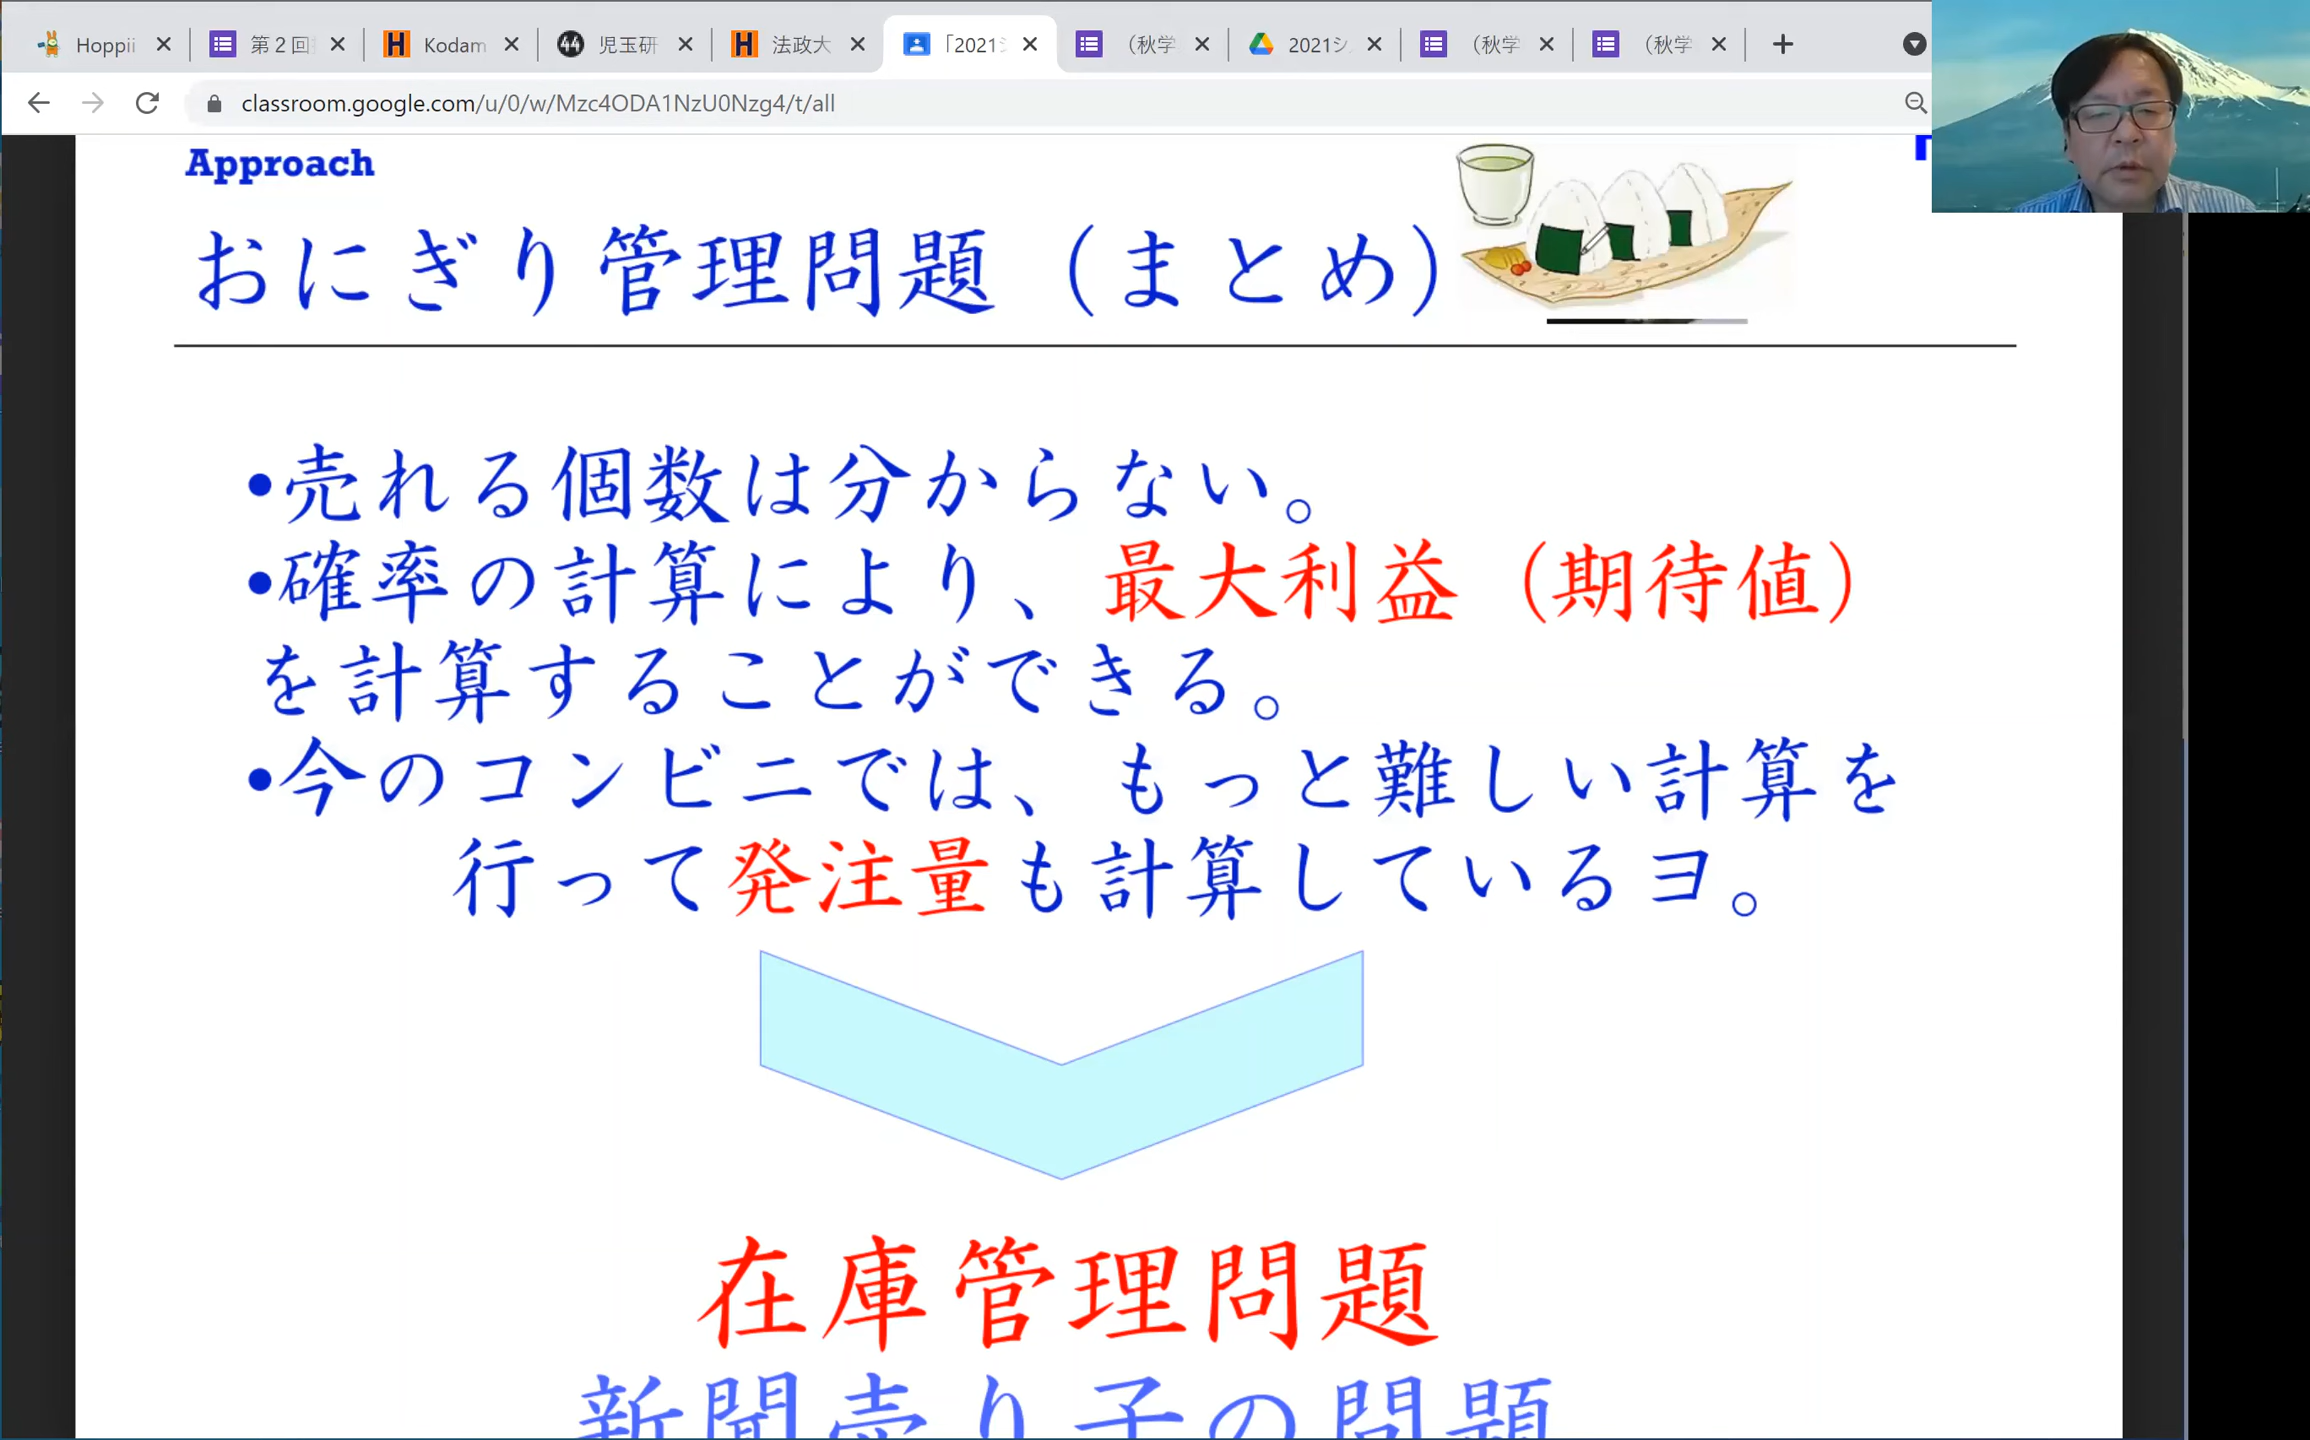 Hoppii
第２回
Kodam
児玉研
法政大
「2021シ
（秋学
2021シ
（秋学
（秋学
classroom.google.com/u/0/w/Mzc4ODA1NzU0Nzg4/t/all
Approach
おにぎり管理問題（まとめ）
•売れる個数は分からない。
•確率の計算により、最大利益（期待値）
を計算することができる。
•今のコンビニでは、もっと難しい計算を
行って発注量も計算しているヨ。
在庫管理問題
新聞売り子の問題